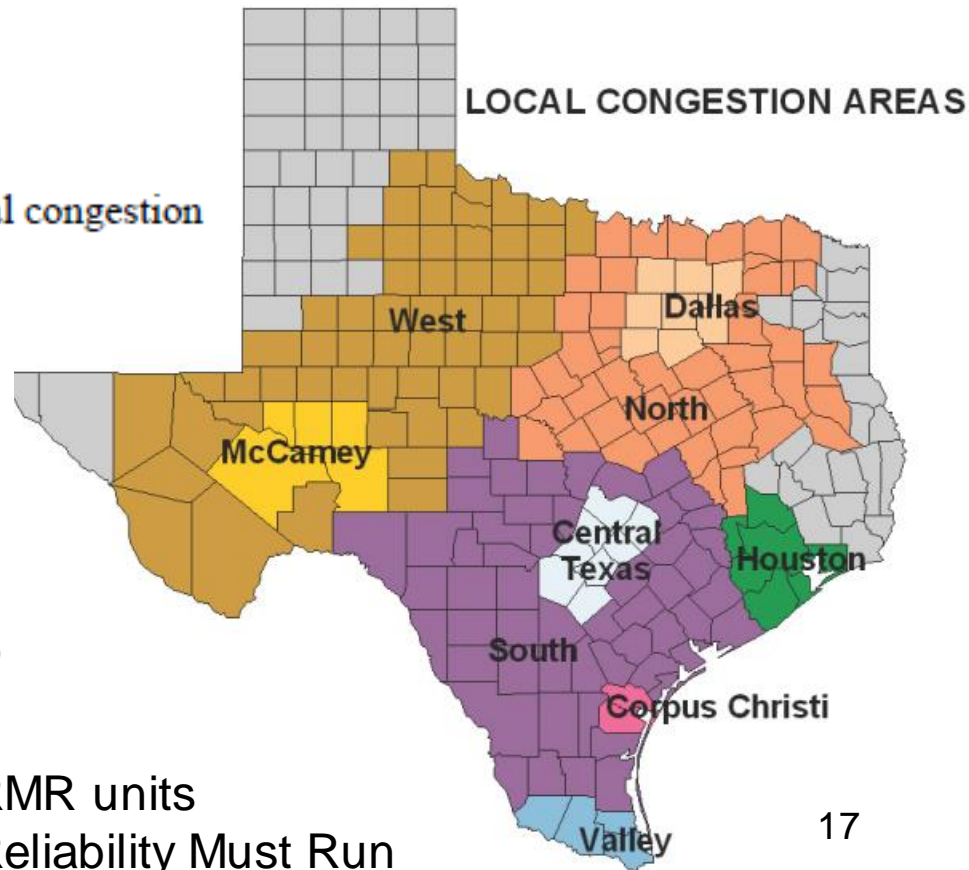 LOCAL CONGESTION AREAS
congestion
West
Dallas
North
McCamey
Central
Texas
Houston
South
Corpus Christi
Valley
MR units
eliability Must Run
17